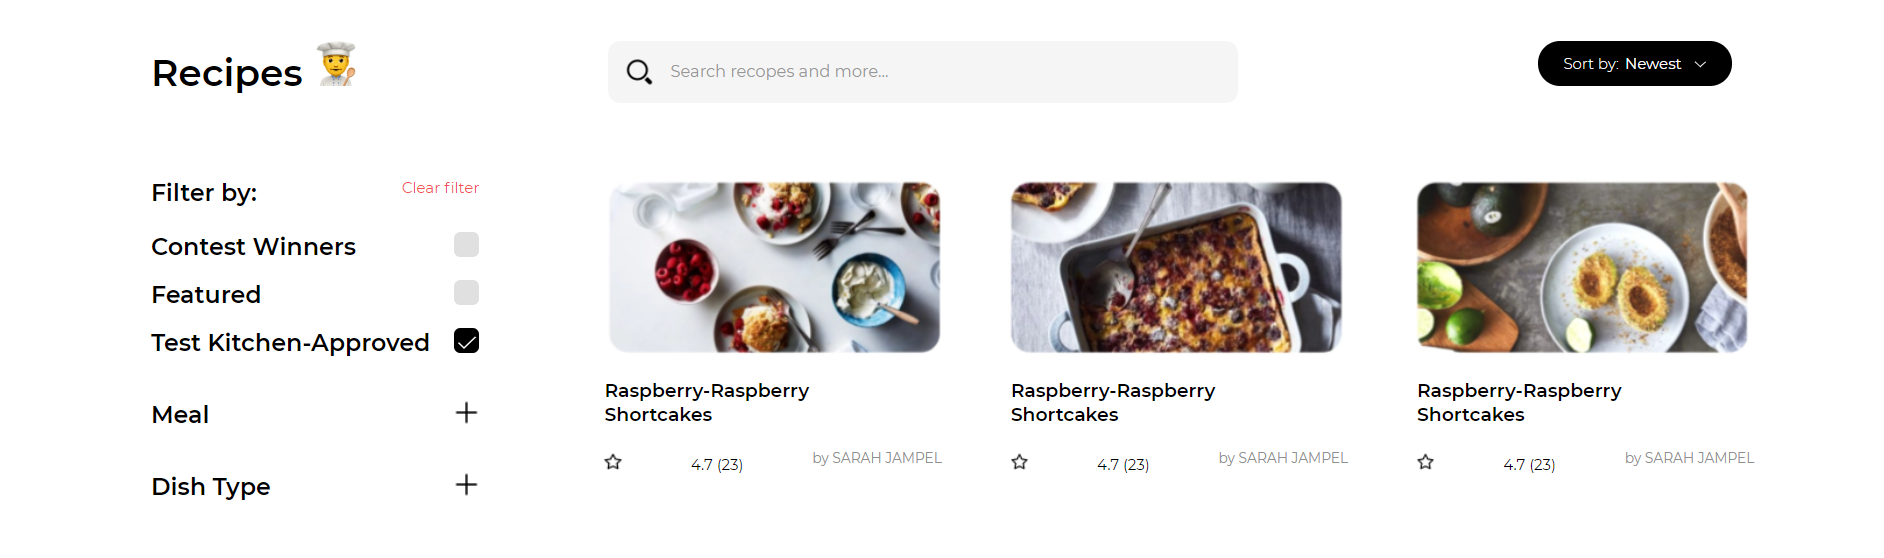 Recipes
Search recopes and more...
Sort by: Newest
Filter by:
Clear filter
Contest Winners
Featured
Test Kitchen-Approved
Meal
Dish Type
Raspberry-Raspberry
Shortcakes
4.7 (23)
by SARAH JAMPEL
Raspberry-Raspberry
Shortcakes
4.7 (23)
by SARAH JAMPEL
Raspberry-Raspberry
Shortcakes
4.7 (23)
by SARAH JAMPEL